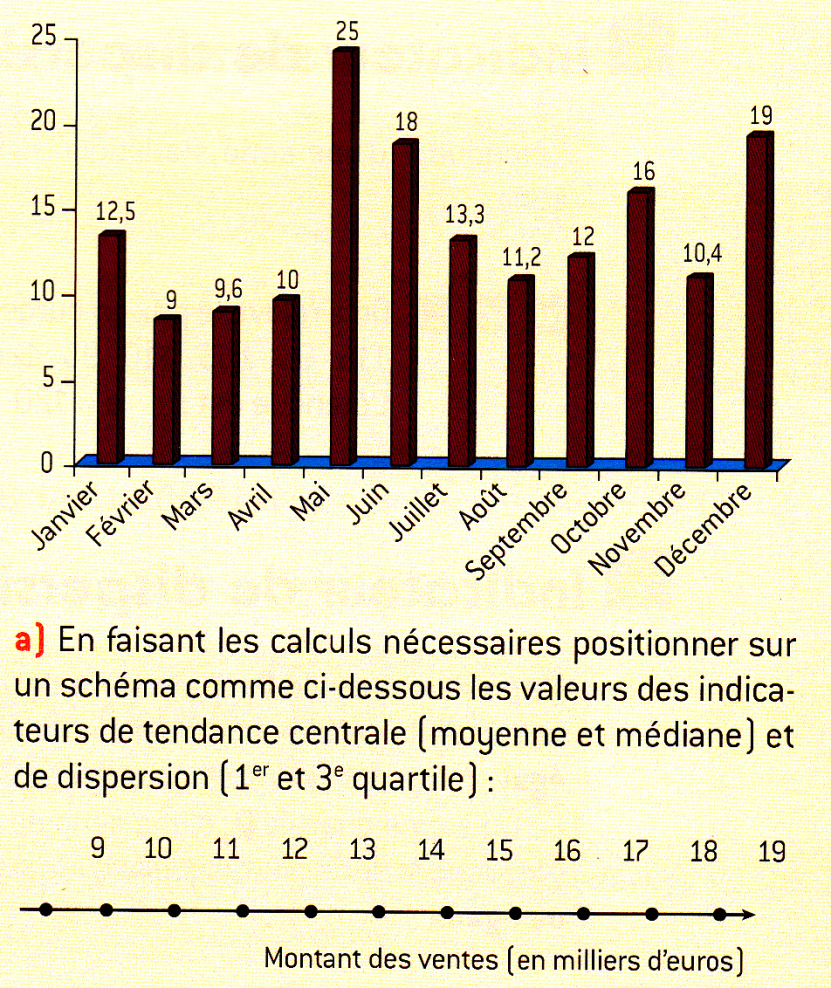 25
20
15
10
5
0
12,5
9
9,6
10
25
18
13,3
11,2
12
16
10,4
19
Janvier
Février
Mars
Avril
Mai
Juin
Juillet
Août
Septembre
Octobre
Novembre
Décembre
a) En faisant les calculs nécessaires positionner sur
un schéma comme ci-dessous les valeurs des indica-
teurs de tendance centrale (moyenne et médiane) et
de dispersion (1er et 3e quartile) :
9 10 11 12 13 14 15 16 17 18 19
Montant des ventes (en milliers d'euros)